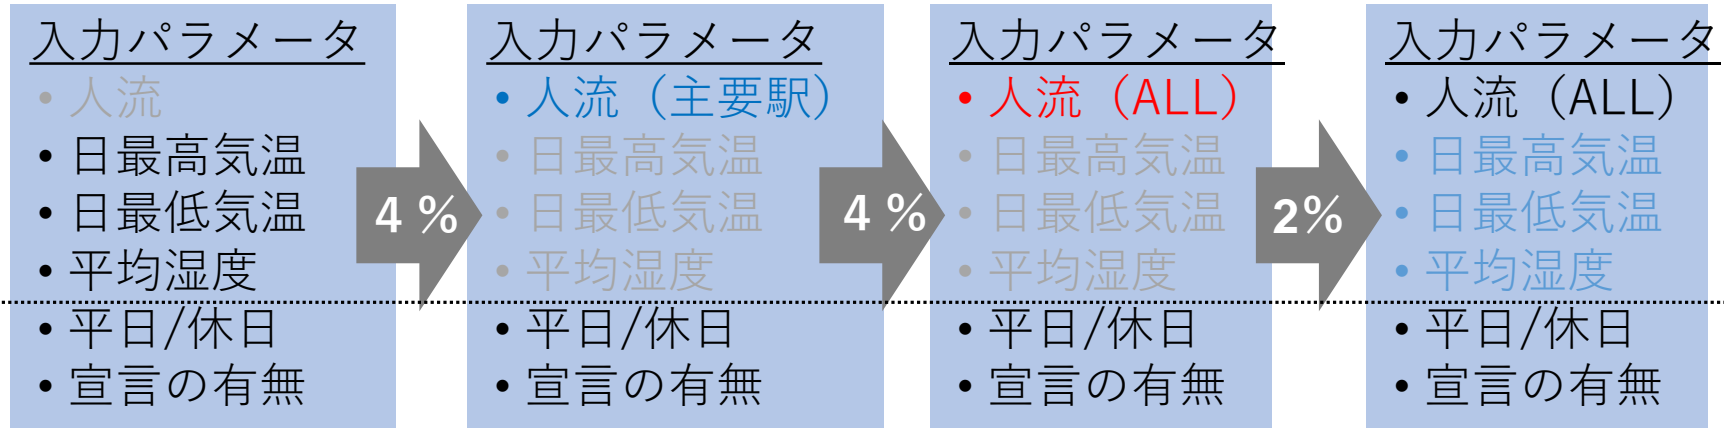 入力パラメータ
• 人流
• 日最高気温
• 日最低気温
• 平均湿度
• 平日/休日
• 宣言の有無
4 %
入力パラメータ
• 人流（主要駅）
• 日最高気温
• 日最低気温
• 平均湿度
• 平日/休日
• 宣言の有無
4 %
入力パラメータ
• 人流（ALL）
• 日最高気温
• 日最低気温
• 平均湿度
• 平日/休日
• 宣言の有無
2%
入力パラメータ
• 人流（ALL）
• 日最高気温
• 日最低気温
• 平均湿度
• 平日/休日
• 宣言の有無